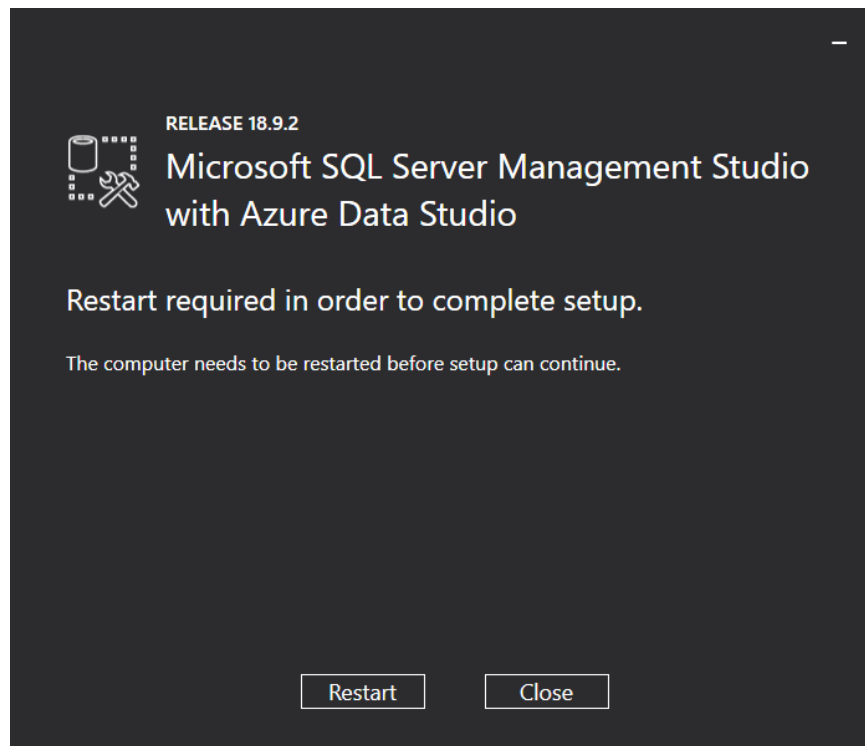 RELEASE 18.9.2
Microsoft SQL Server Management Studio
with Azure Data Studio
Restart required in order to complete setup.
The computer needs to be restarted before setup can continue.
Restart
Close